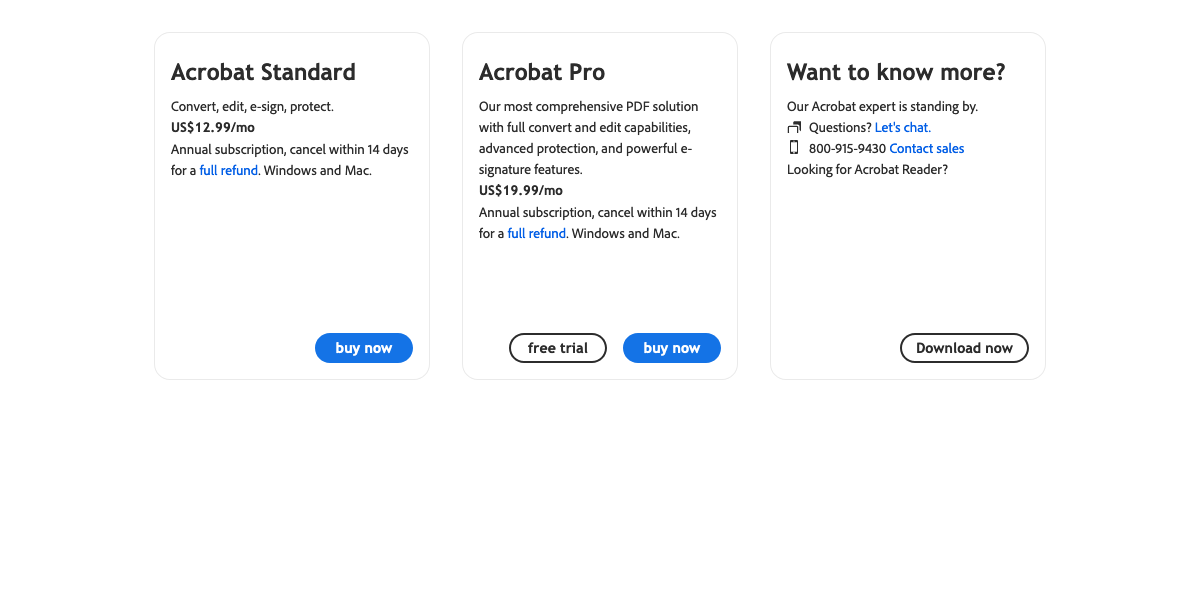 Acrobat Standard
Convert, edit, e-sign, protect.
US$12.99/mo
Annual subscription, cancel within 14 days
for a full refund. Windows and Mac.
buy now
Acrobat Pro
Our most comprehensive PDF solution
with full convert and edit capabilities,
advanced protection, and powerful e-
signature features.
US$19.99/mo
Annual subscription, cancel within 14 days
for a full refund. Windows and Mac.
free trial
buy now
Want to know more?
Our Acrobat expert is standing by.
Questions? Let's chat.
800-915-9430 Contact sales
Looking for Acrobat Reader?
Download now